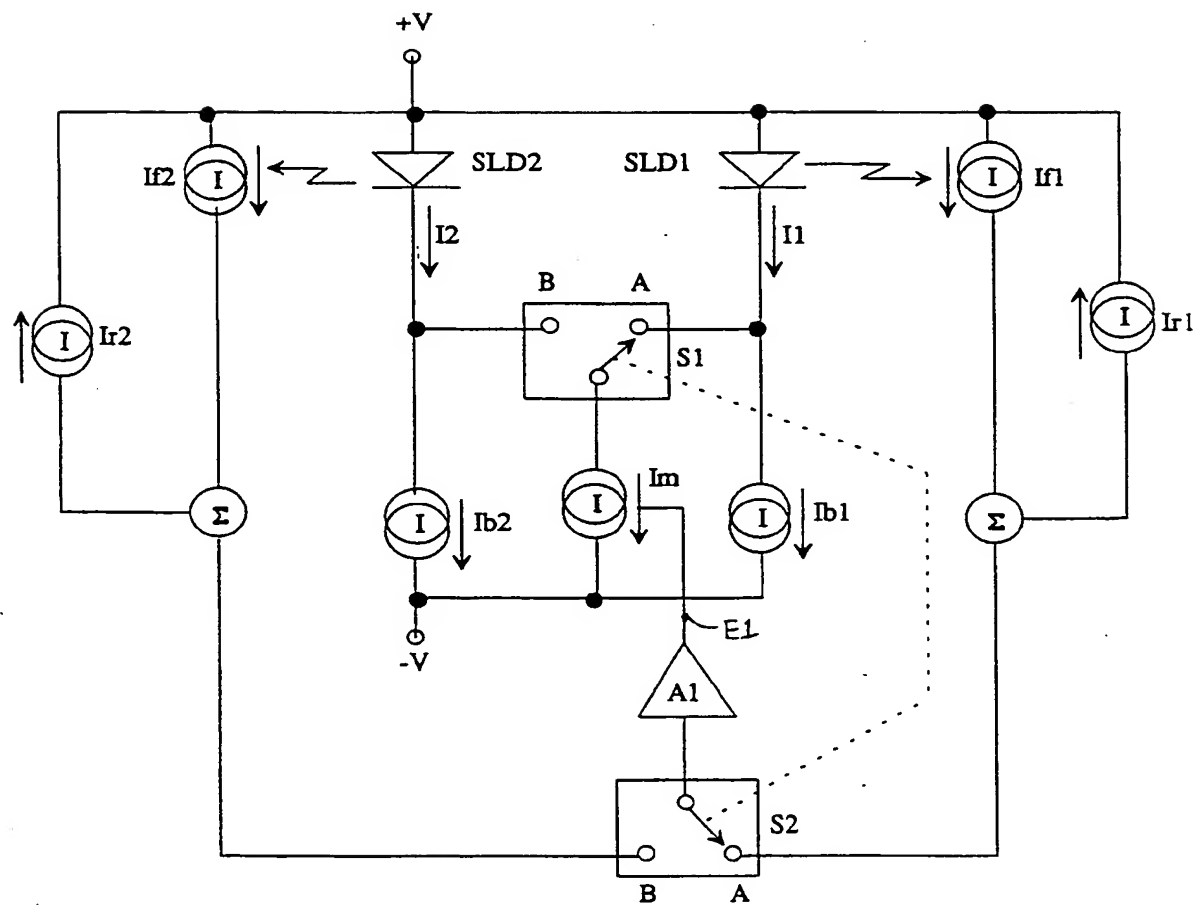 +V
If2
I
SLD2
SLD1
I
If1
I2
I1
B
A
I
Ir2
S1
I
Ir1
Σ
I
Ib2
I
Im
I
Ib1
Σ
E1
-V
A1
S2
B
A